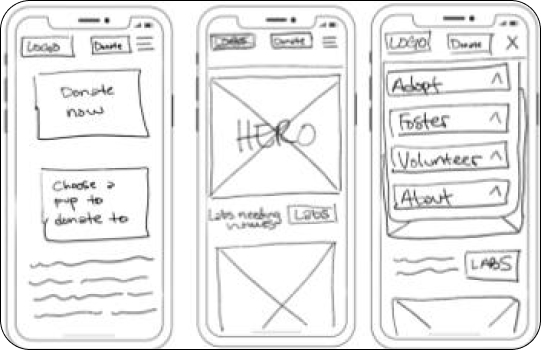 LOGO Donate
Donate
now
Choose a
pup to
donate to
Donate
HERO
Labs needing
homes
Labs
LOGO Donate X
Adopt ^
Foster ^
Volunteer ^
About ^
LABS